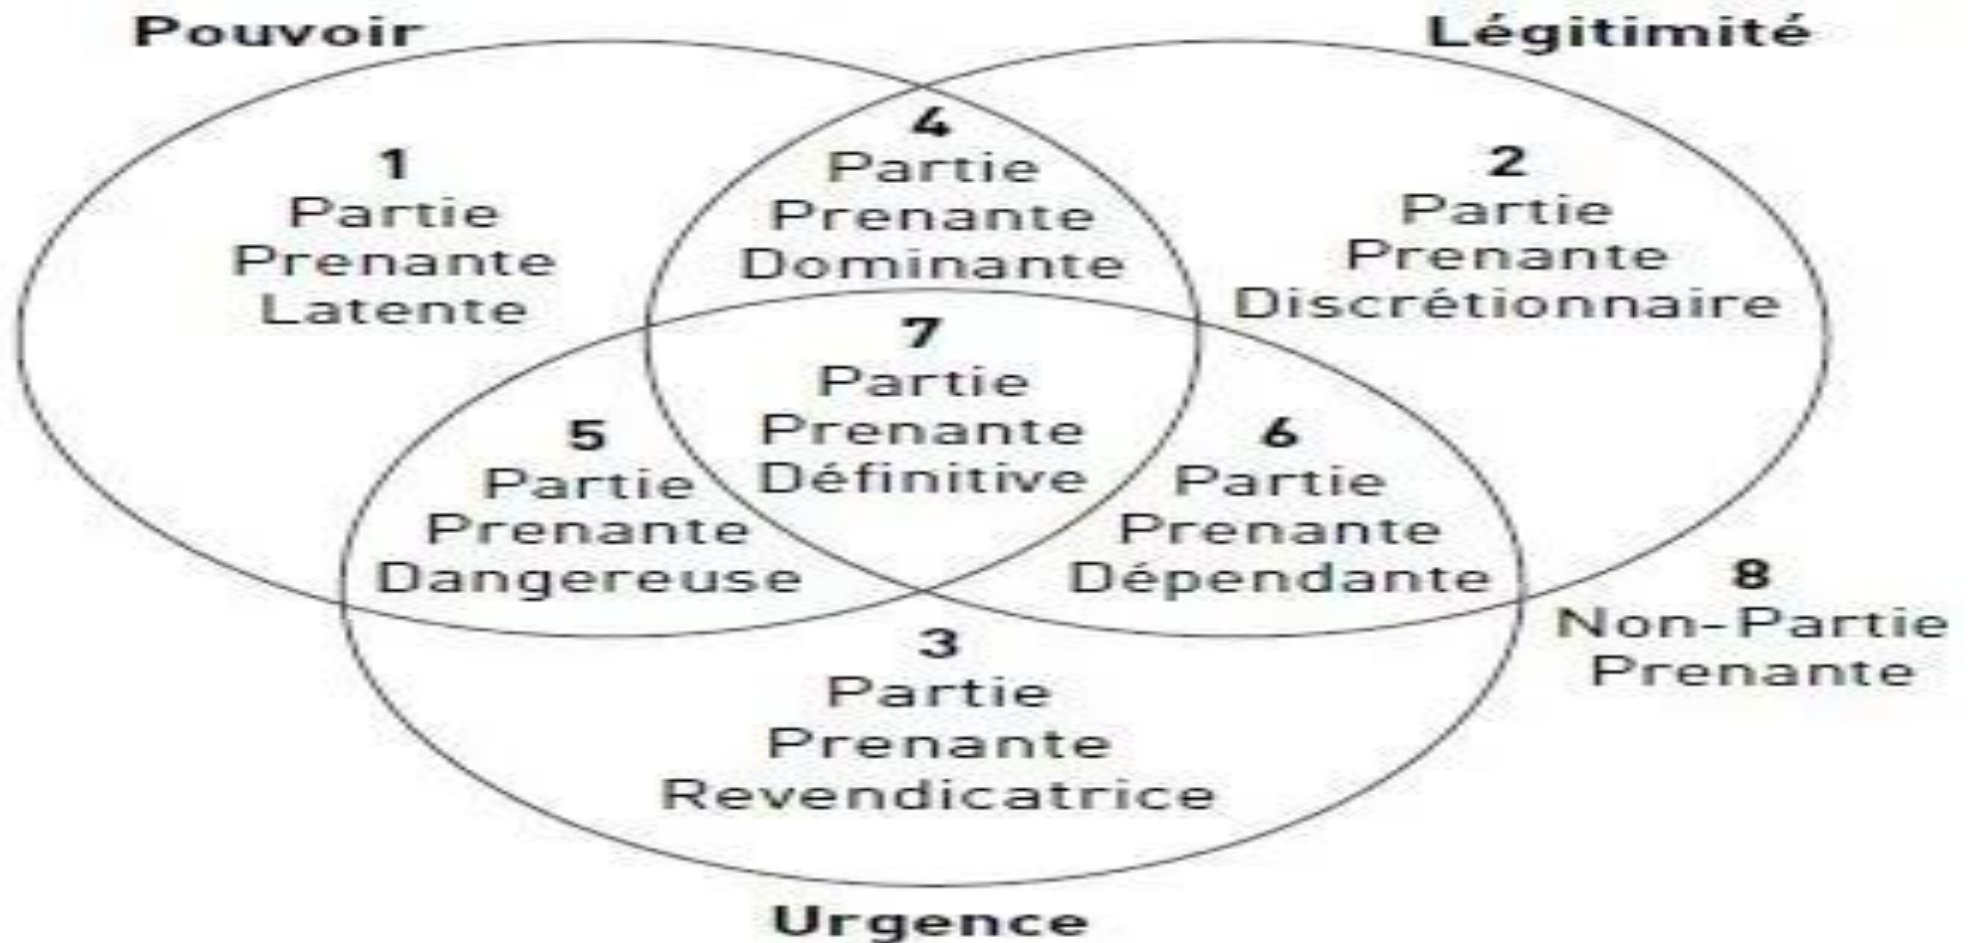 Pouvoir
Légitimité
1
Partie
Prenante
Latente
4
Partie
Prenante
Dominante
2
Partie
Prenante
Discrétionnaire
7
Partie
Prenante
Définitive
5
Partie
Prenante
Dangereuse
6
Partie
Prenante
Dépendante
8
Non-Partie
Prenante
3
Partie
Prenante
Revendicatrice
Urgence